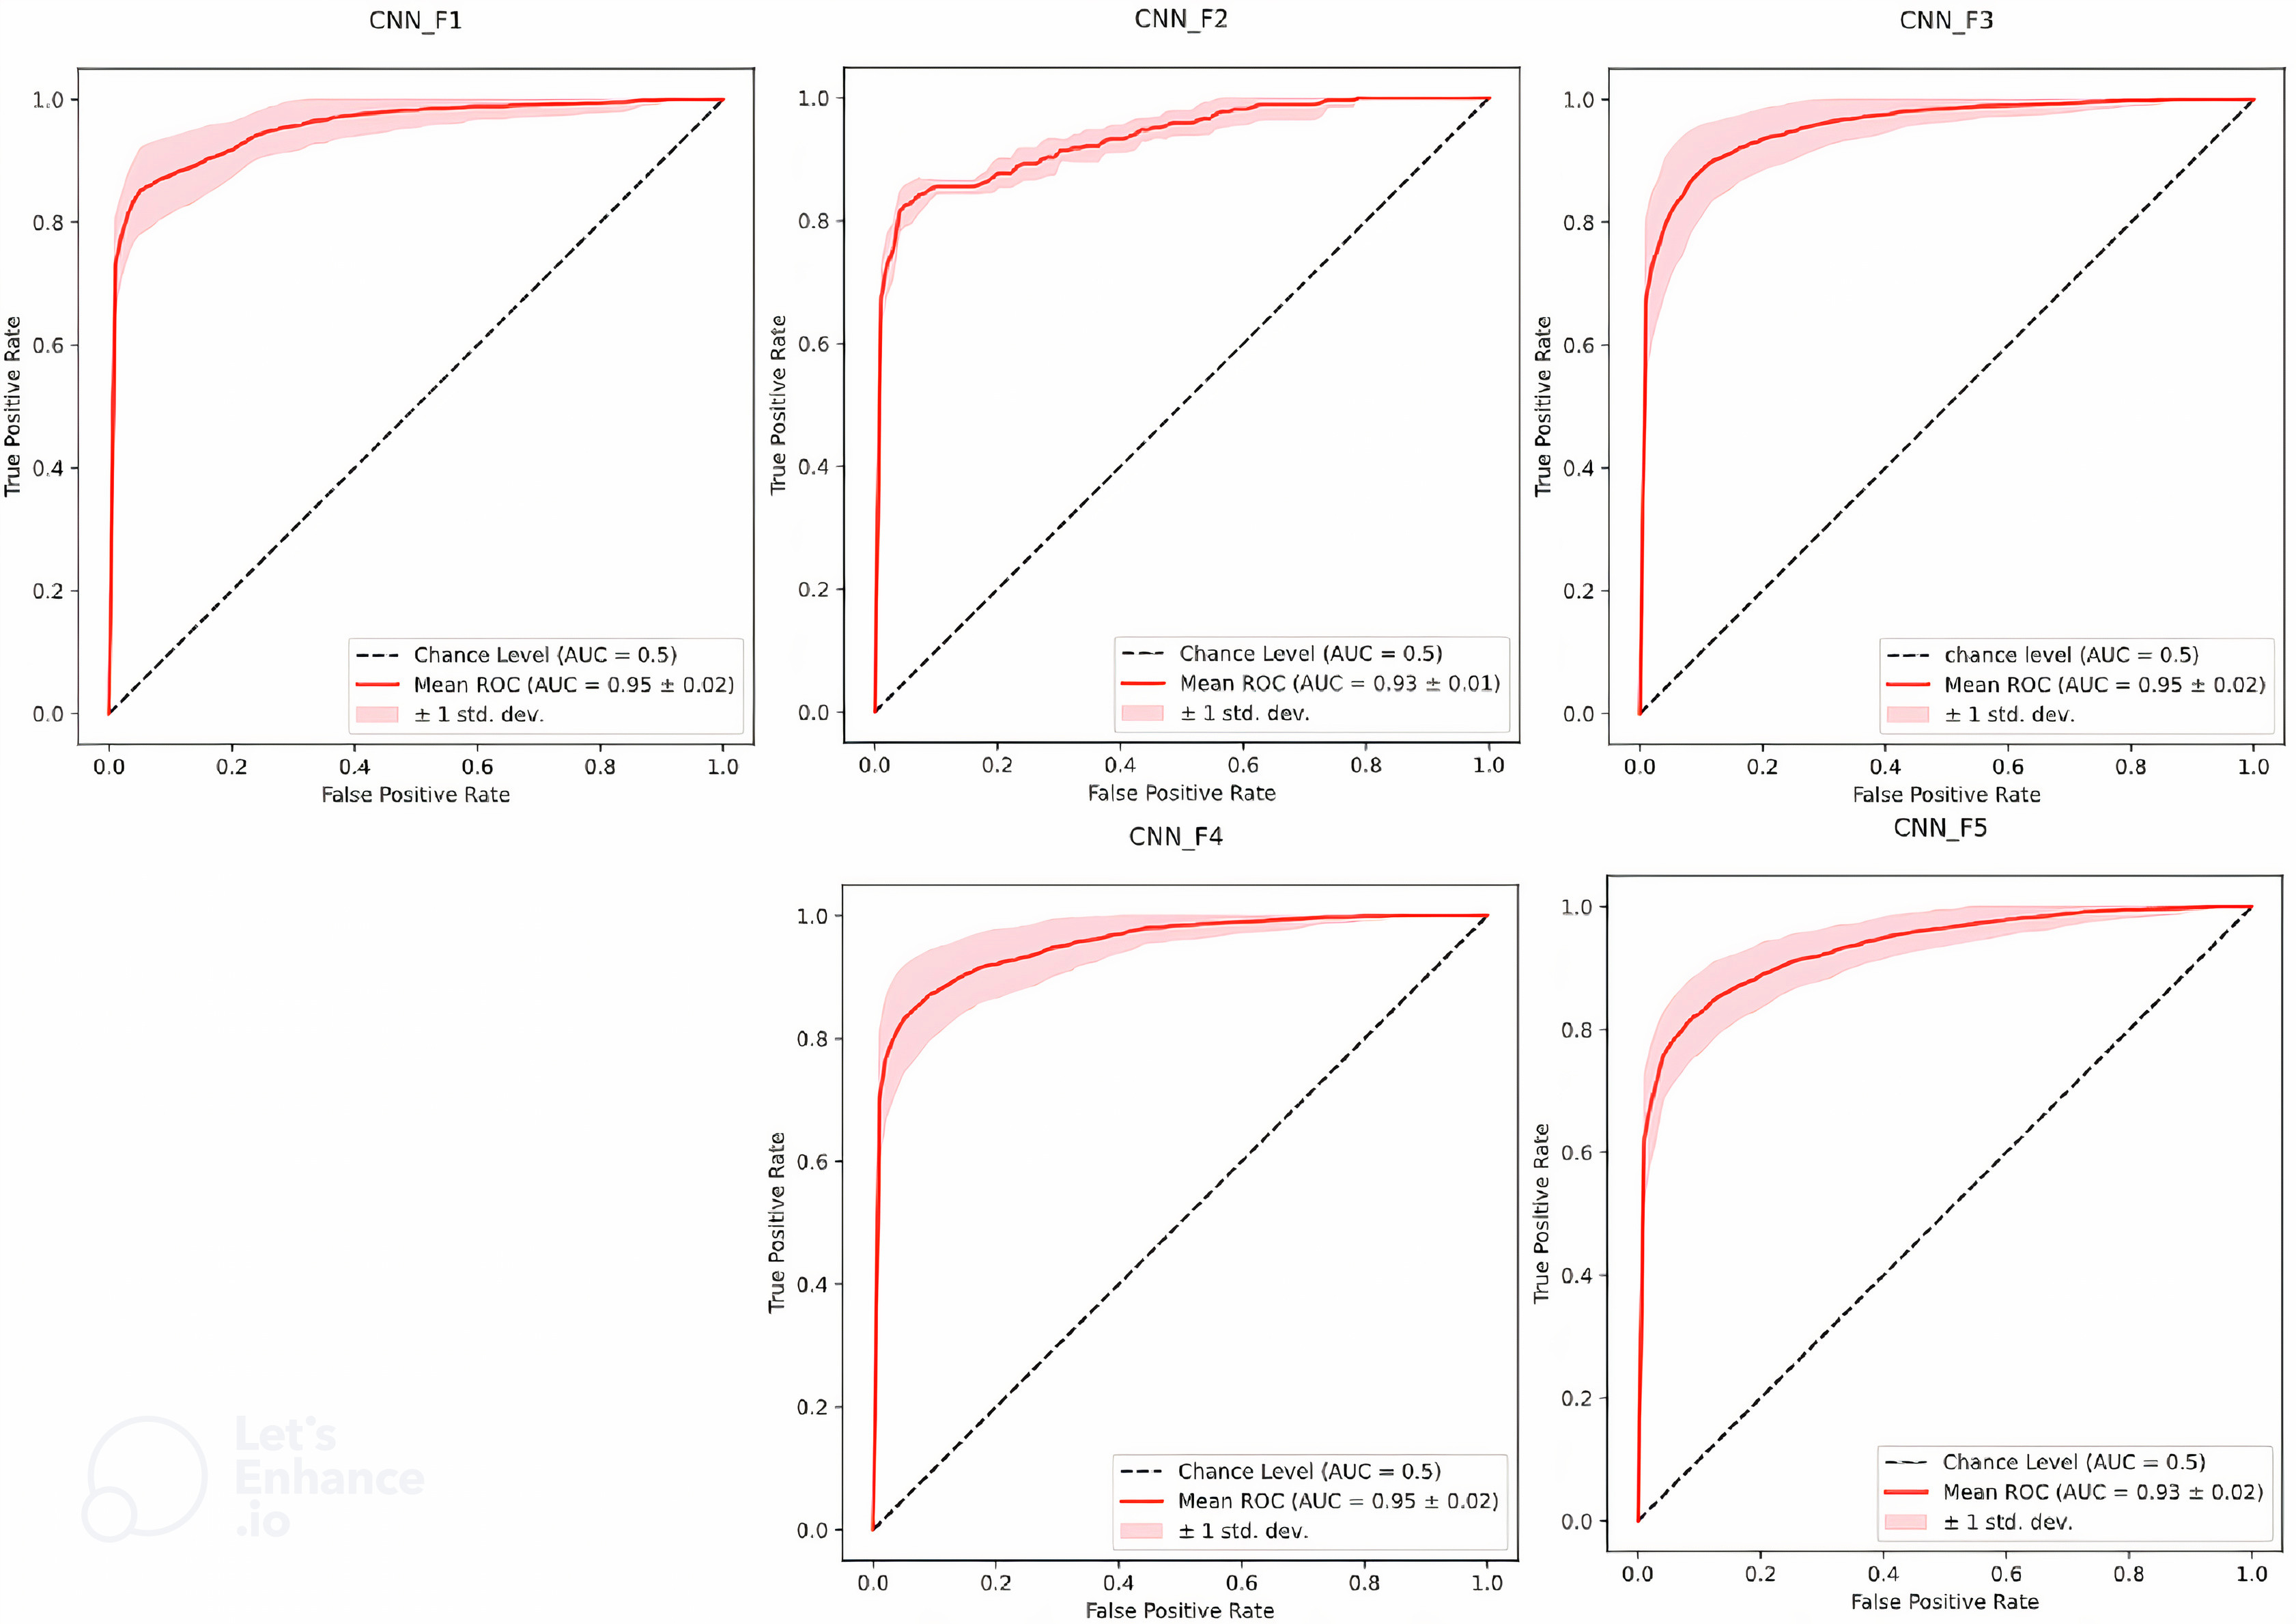 CNN_F1
1.0
0.8
0.6
0.4
0.2
0.0
True Positive Rate
Chance Level (AUC = 0.5)
Mean ROC (AUC = 0.95 ± 0.02)
± 1 std. dev.
0.0 0.2 0.4 0.6 0.8 1.0
False Positive Rate
CNN_F2
1.0
0.8
0.6
0.4
0.2
0.0
True Positive Rate
Chance Level (AUC = 0.5)
Mean ROC (AUC = 0.93 ± 0.01)
± 1 std. dev.
0.0 0.2 0.4 0.6 0.8 1.0
False Positive Rate
CNN_F3
1.0
0.8
0.6
0.4
0.2
0.0
True Positive Rate
chance level (AUC = 0.5)
Mean ROC (AUC = 0.95 ± 0.02)
± 1 std. dev.
0.0 0.2 0.4 0.6 0.8 1.0
False Positive Rate
Let's
Enhance
.io
CNN_F4
1.0
0.8
0.6
0.4
0.2
0.0
True Positive Rate
Chance Level (AUC = 0.5)
Mean ROC (AUC = 0.95 ± 0.02)
± 1 std. dev.
0.0 0.2 0.4 0.6 0.8 1.0
False Positive Rate
CNN_F5
1.0
0.8
0.6
0.4
0.2
0.0
True Positive Rate
Chance Level (AUC = 0.5)
Mean ROC (AUC = 0.93 ± 0.02)
± 1 std. dev.
0.0 0.2 0.4 0.6 0.8 1.0
False Positive Rate